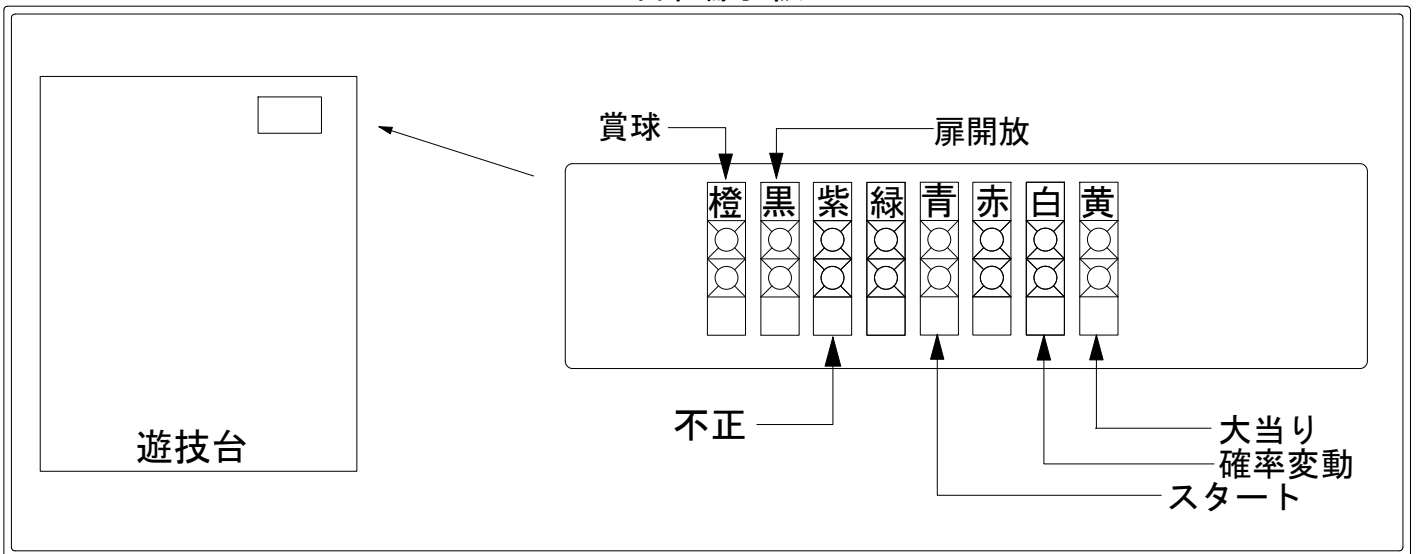 賞球
扉開放
橙 黒 紫 緑 青 赤 白 黄
不正
大当り
確率変動
スタート
遊技台